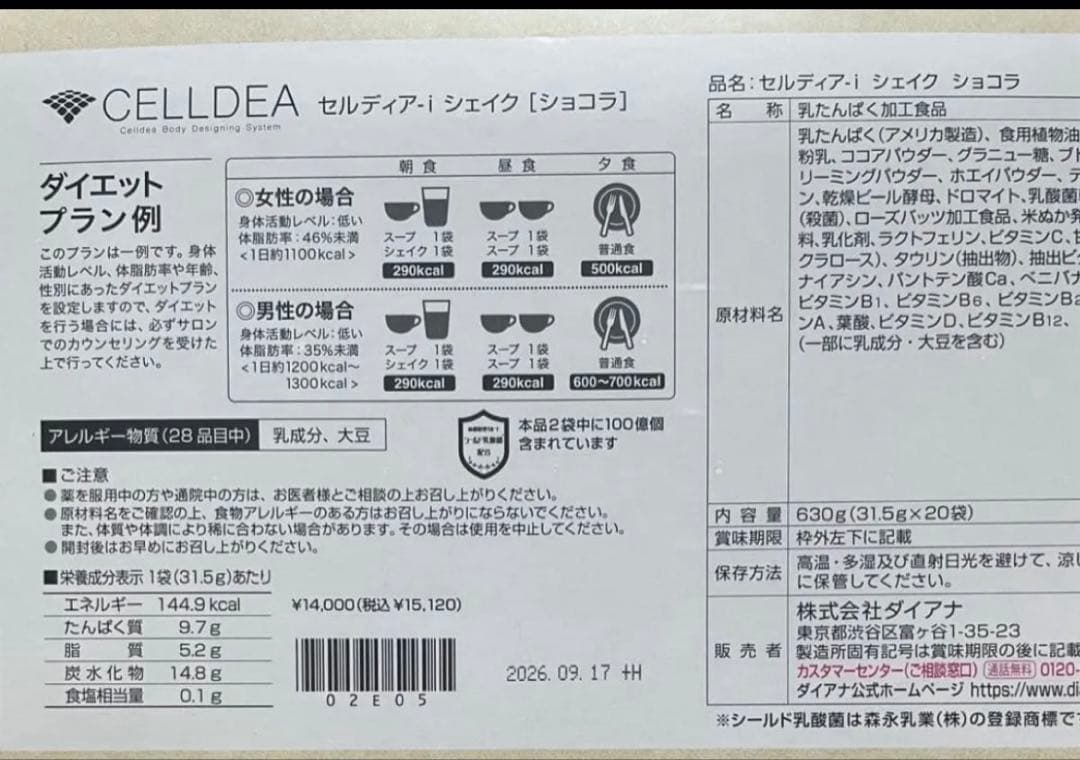 CELLDEA セルディア-i シェイク [ショコラ]
Celldea Body Designing System
ダイエット
プラン例
このプランは一例です。身体
活動レベル、体脂肪率や年齢、
性別にあったダイエットプラン
を設定しますので、ダイエット
を行う場合には、必ずサロン
でのカウンセリングを受けた
上で行ってください。
朝食 昼食 夕食
◎女性の場合
身体活動レベル:低い
体脂肪率:46%未満
<1日約1100kcal>
スープ 1袋
シェイク 1袋
290kcal
スープ 1袋
スープ 1袋
290kcal
普通食
500kcal
◎男性の場合
身体活動レベル:低い
体脂肪率:35%未満
<1日約1200kcal〜
1300kcal>
スープ 1袋
シェイク 1袋
290kcal
スープ 1袋
スープ 1袋
290kcal
普通食
600〜700kcal
アレルギー物質(28品目中) 乳成分、大豆
シールド乳酸菌
配合
本品2袋中に100億個
含まれています
■ご注意
●薬を服用中の方や通院中の方は、お医者様とご相談の上お召し上がりください。
●原材料名をご確認の上、食物アレルギーのある方はお召し上がりにならないでください。
また、体質や体調により稀に合わない場合があります。その場合は使用を中止してください。
●開封後はお早めにお召し上がりください。
■栄養成分表示 1袋(31.5g)あたり
エネルギー 144.9kcal
たんぱく質 9.7g
脂質 5.2g
炭水化物 14.8g
食塩相当量 0.1g
¥14,000(税込¥15,120)
02E05
2026.09.17 +H
品名:セルディア-i シェイク ショコラ
名称 乳たんぱく加工食品
原材料名
乳たんぱく(アメリカ製造)、食用植物油
粉乳、ココアパウダー、グラニュー糖、ブド
リーミングパウダー、ホエイパウダー、デ
ン、乾燥ビール酵母、ドロマイト、乳酸菌
(殺菌)、ローズバッツ加工食品、米ぬか発
料、乳化剤、ラクトフェリン、ビタミンC、甘
クラロース)、タウリン(抽出物)、抽出ビタ
ナイアシン、パントテン酸Ca、ベニバナ
ビタミンB1、ビタミンB6、ビタミンB2
ンA、葉酸、ビタミンD、ビタミンB12、
(一部に乳成分・大豆を含む)
内容量 630g(31.5g×20袋)
賞味期限 枠外左下に記載
保存方法 高温・多湿及び直射日光を避けて、涼し
に保管してください。
販売者
株式会社ダイアナ
東京都渋谷区富ヶ谷1-35-23
製造所固有記号は賞味期限の後に記載
カスタマーセンター(ご相談窓口) 通話無料 0120-
ダイアナ公式ホームページ https://www.di
※シールド乳酸菌は森永乳業(株)の登録商標で